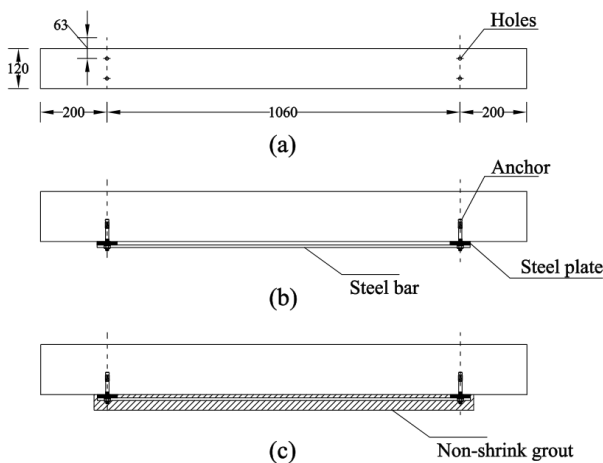 63
Holes
120
200
1060
200
(a)
Anchor
Steel plate
Steel bar
(b)
Non-shrink grout
(c)